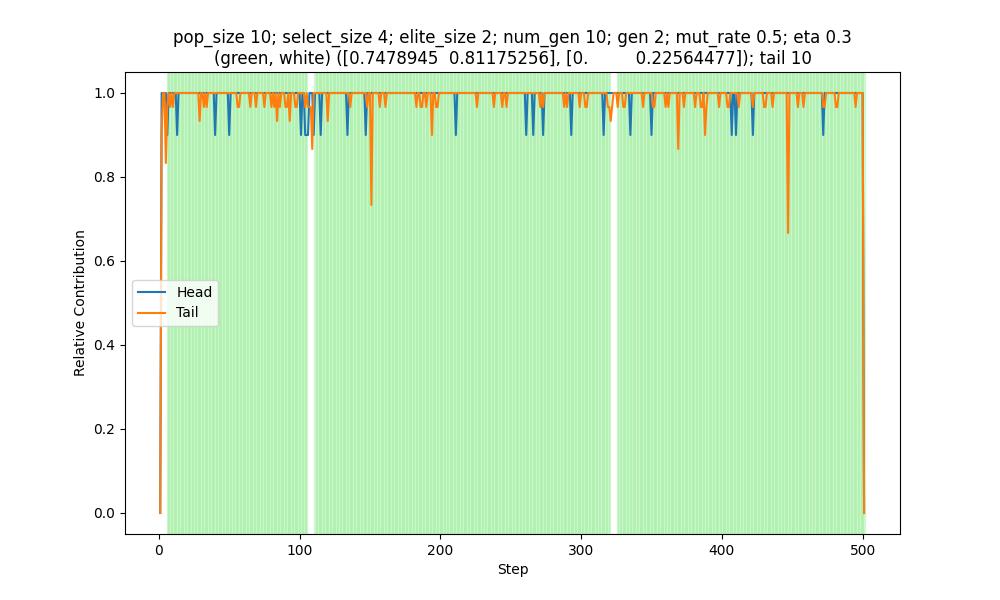 pop_size 10; select_size 4; elite_size 2; num_gen 10; gen 2; mut_rate 0.5; eta 0.3
(green, white) ([0.7478945  0.81175256], [0.         0.22564477]); tail 10
1.0
0.8
0.6
0.4
0.2
0.0
Relative Contribution
Head
Tail
0
100
200
300
400
500
Step